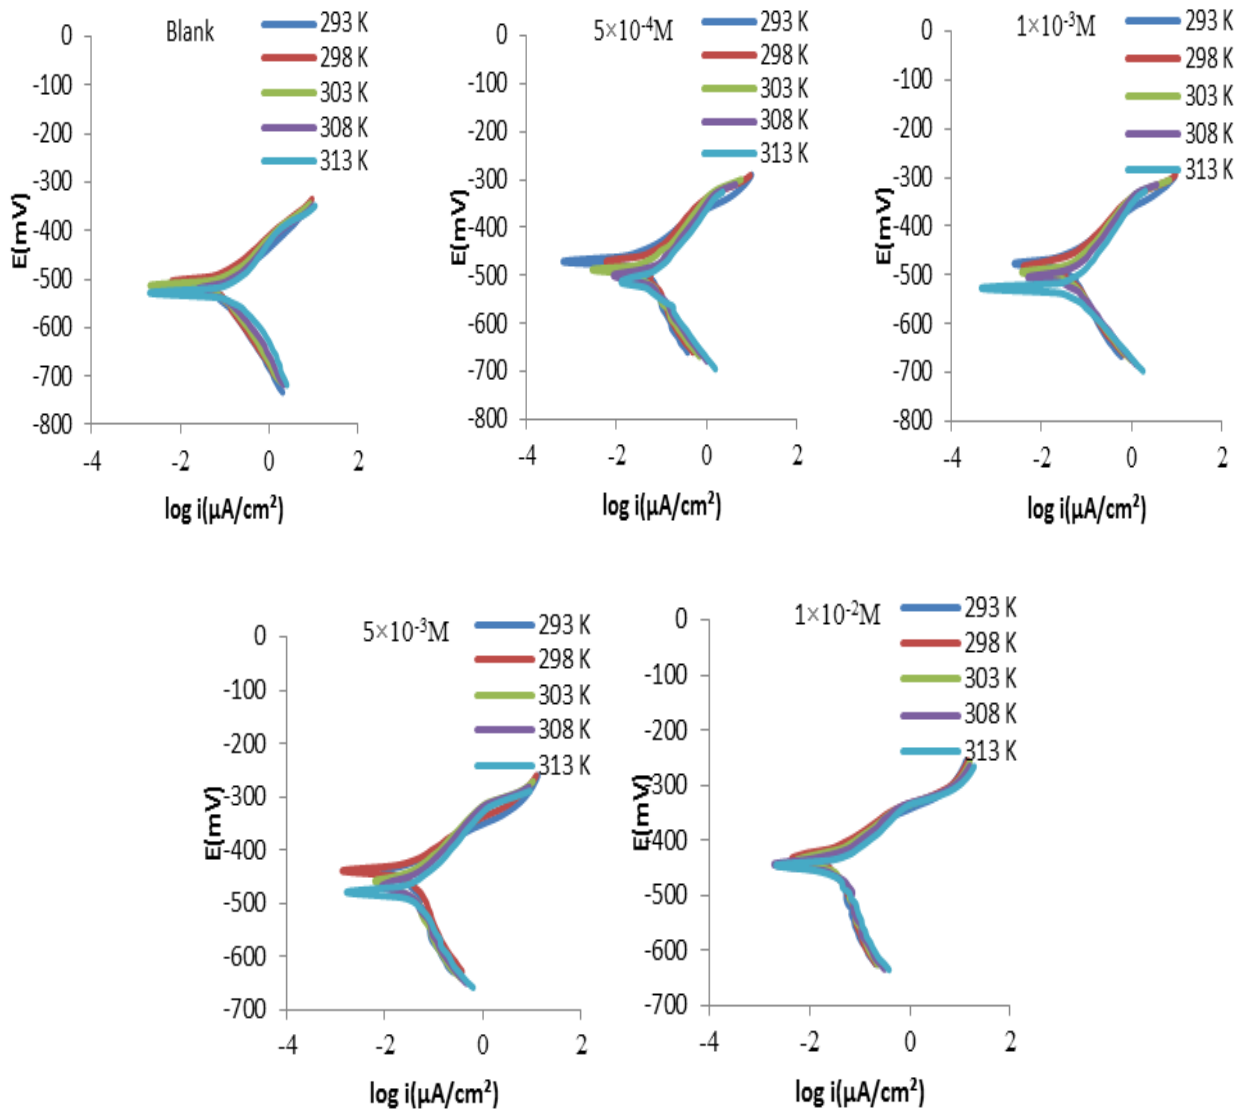 Blank
293 K
298 K
303 K
308 K
313 K
0
-100
-200
-300
-400
-500
-600
-700
-800
E(mV)
-4 -2 0 2
log i(µA/cm²)
5×10⁻⁴M
293 K
298 K
303 K
308 K
313 K
0
-100
-200
-300
-400
-500
-600
-700
-800
E(mV)
-4 -2 0 2
log i(µA/cm²)
1×10⁻³M
293 K
298 K
303 K
308 K
313 K
0
-100
-200
-300
-400
-500
-600
-700
-800
E(mV)
-4 -2 0 2
log i(µA/cm²)
5×10⁻³M
293 K
298 K
303 K
308 K
313 K
0
-100
-200
-300
-400
-500
-600
-700
E(mV)
-4 -2 0 2
log i(µA/cm²)
1×10⁻²M
293 K
298 K
303 K
308 K
313 K
0
-100
-200
-300
-400
-500
-600
-700
E(mV)
-4 -2 0 2
log i(µA/cm²)